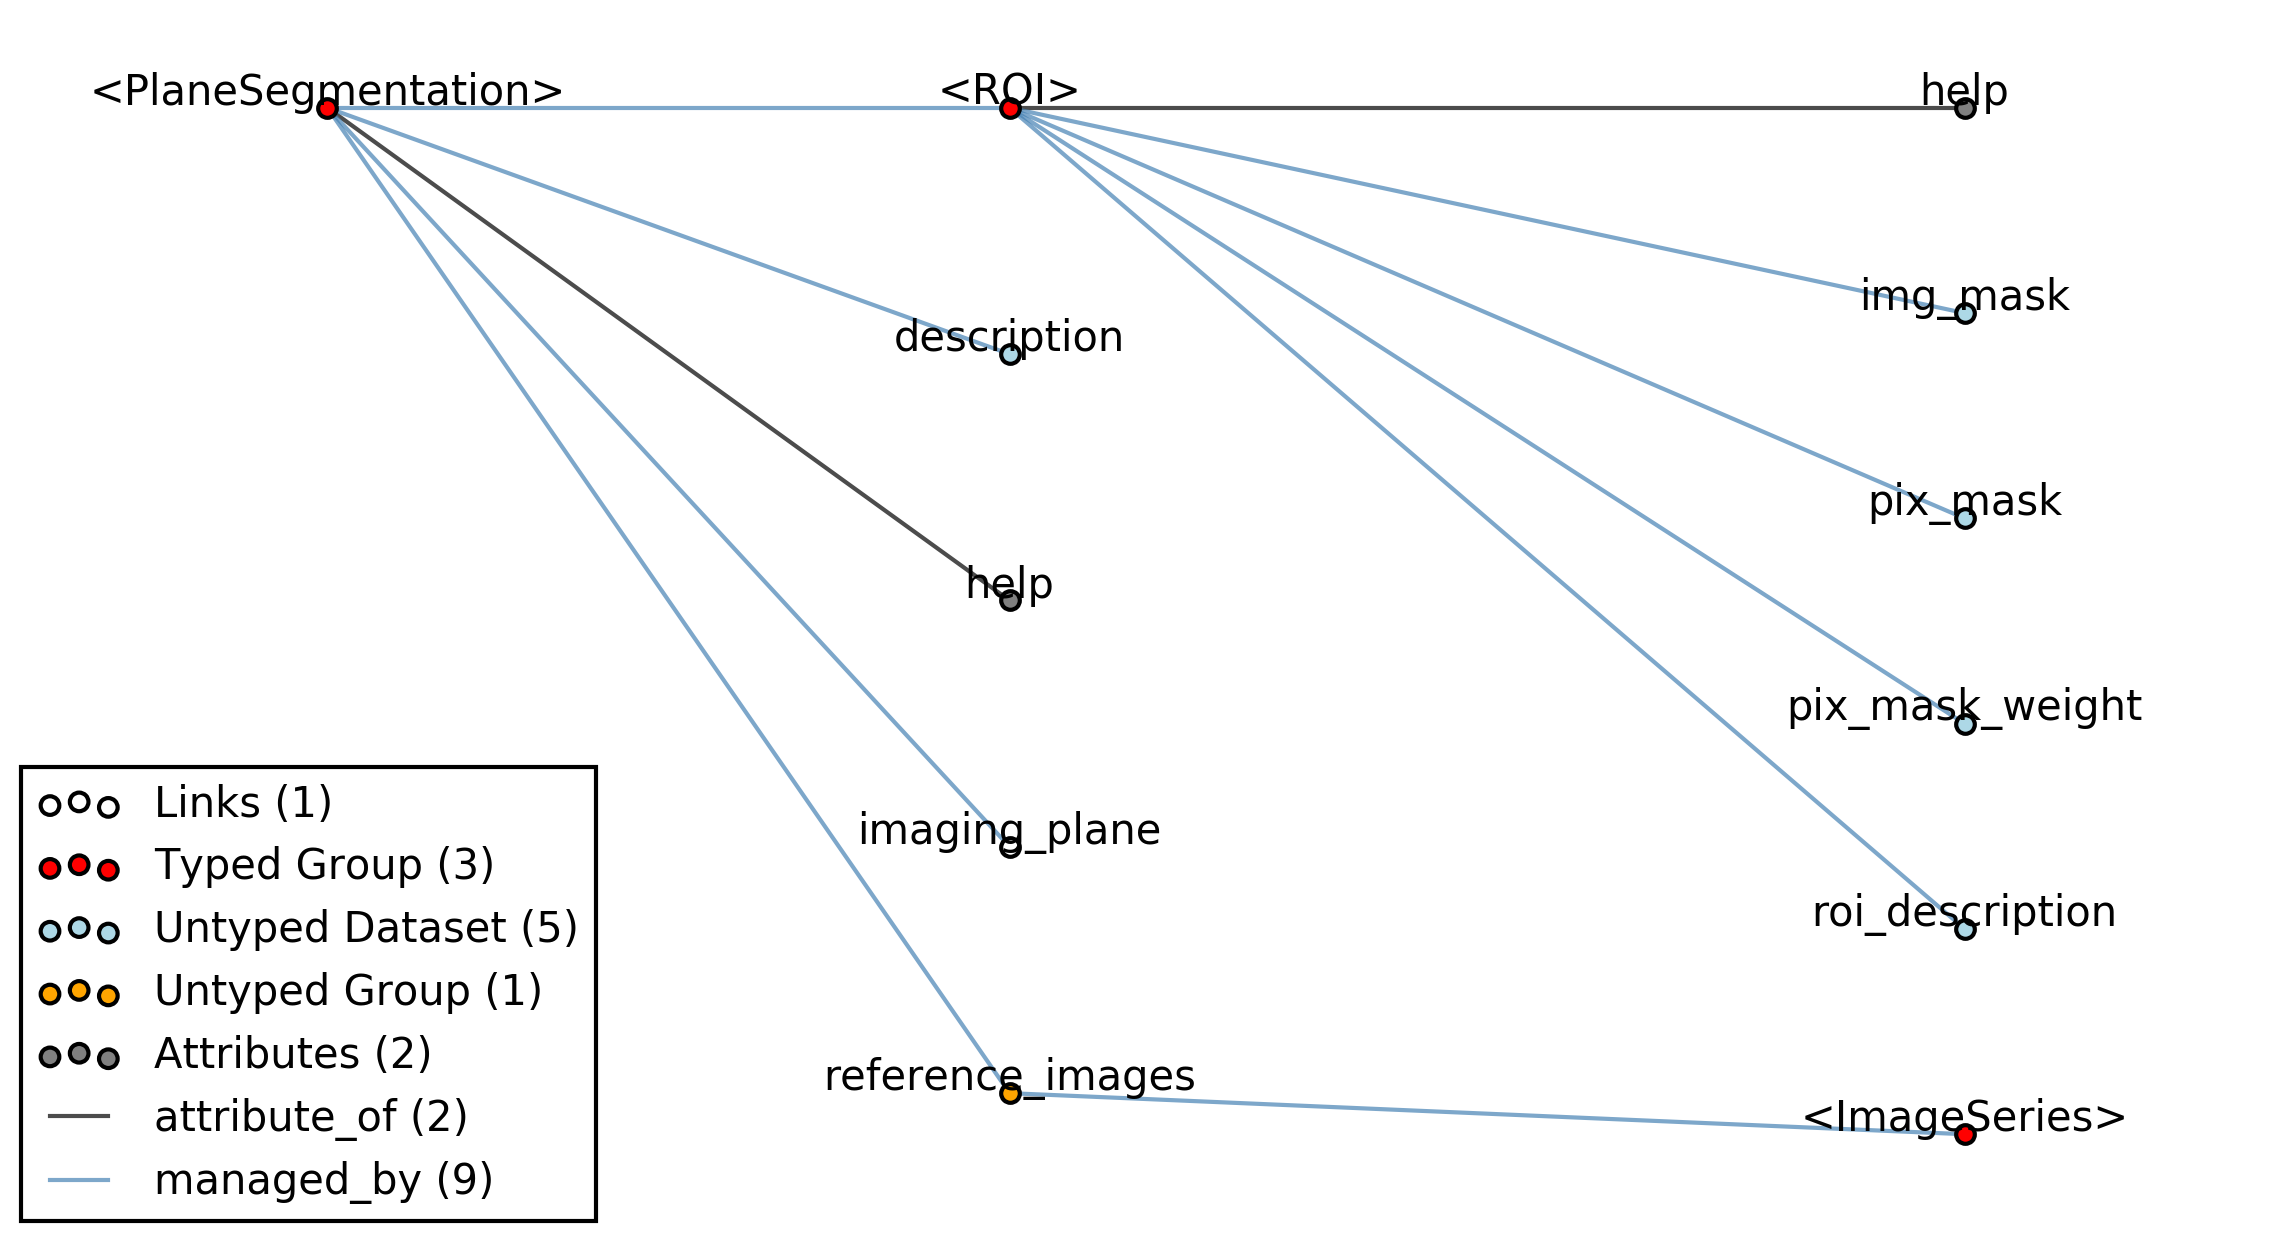 <PlaneSegmentation>
<ROI>
help
img_mask
description
pix_mask
help
pix_mask_weight
imaging_plane
roi_description
reference_images
<ImageSeries>
Links (1)
Typed Group (3)
Untyped Dataset (5)
Untyped Group (1)
Attributes (2)
attribute_of (2)
managed_by (9)